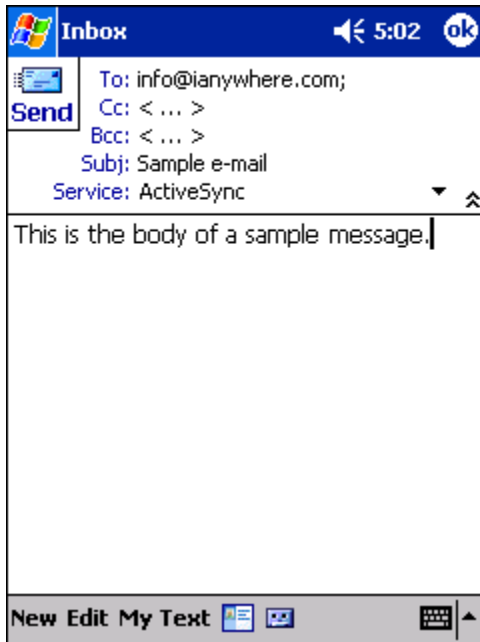 Inbox 5:02 ok
Send
To: info@ianywhere.com;
Cc: < ... >
Bcc: < ... >
Subj: Sample e-mail
Service: ActiveSync
This is the body of a sample message.
New Edit My Text